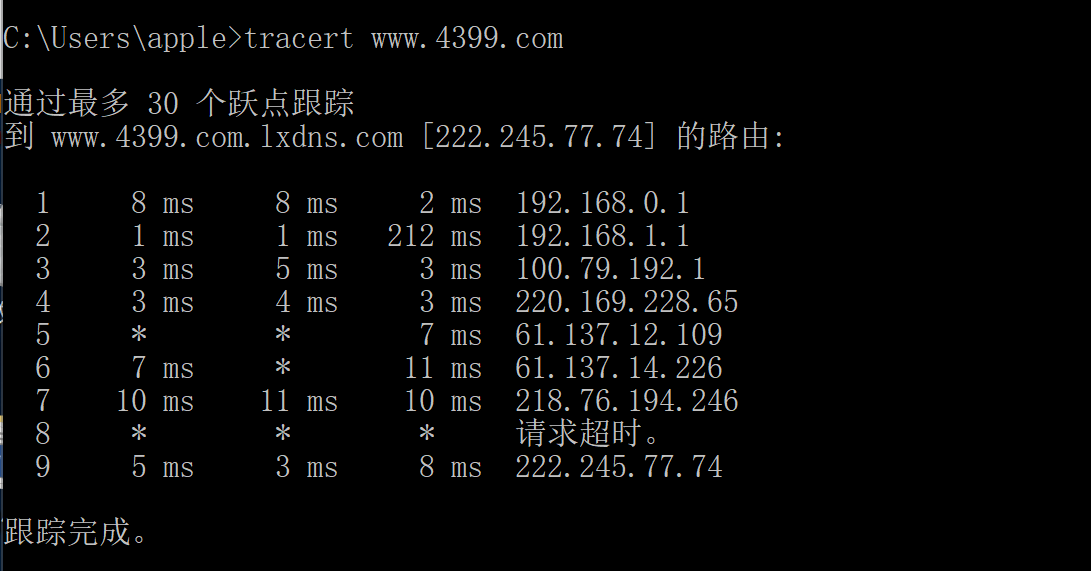 C:\Users\apple>tracert www.4399.com
通过最多 30 个跃点跟踪
到 www.4399.com.lxdns.com [222.245.77.74] 的路由:
1 8 ms 8 ms 2 ms 192.168.0.1
2 1 ms 1 ms 212 ms 192.168.1.1
3 3 ms 5 ms 3 ms 100.79.192.1
4 3 ms 4 ms 3 ms 220.169.228.65
5 * * 7 ms 61.137.12.109
6 7 ms * 11 ms 61.137.14.226
7 10 ms 11 ms 10 ms 218.76.194.246
8 * * * 请求超时。
9 5 ms 3 ms 8 ms 222.245.77.74
跟踪完成。